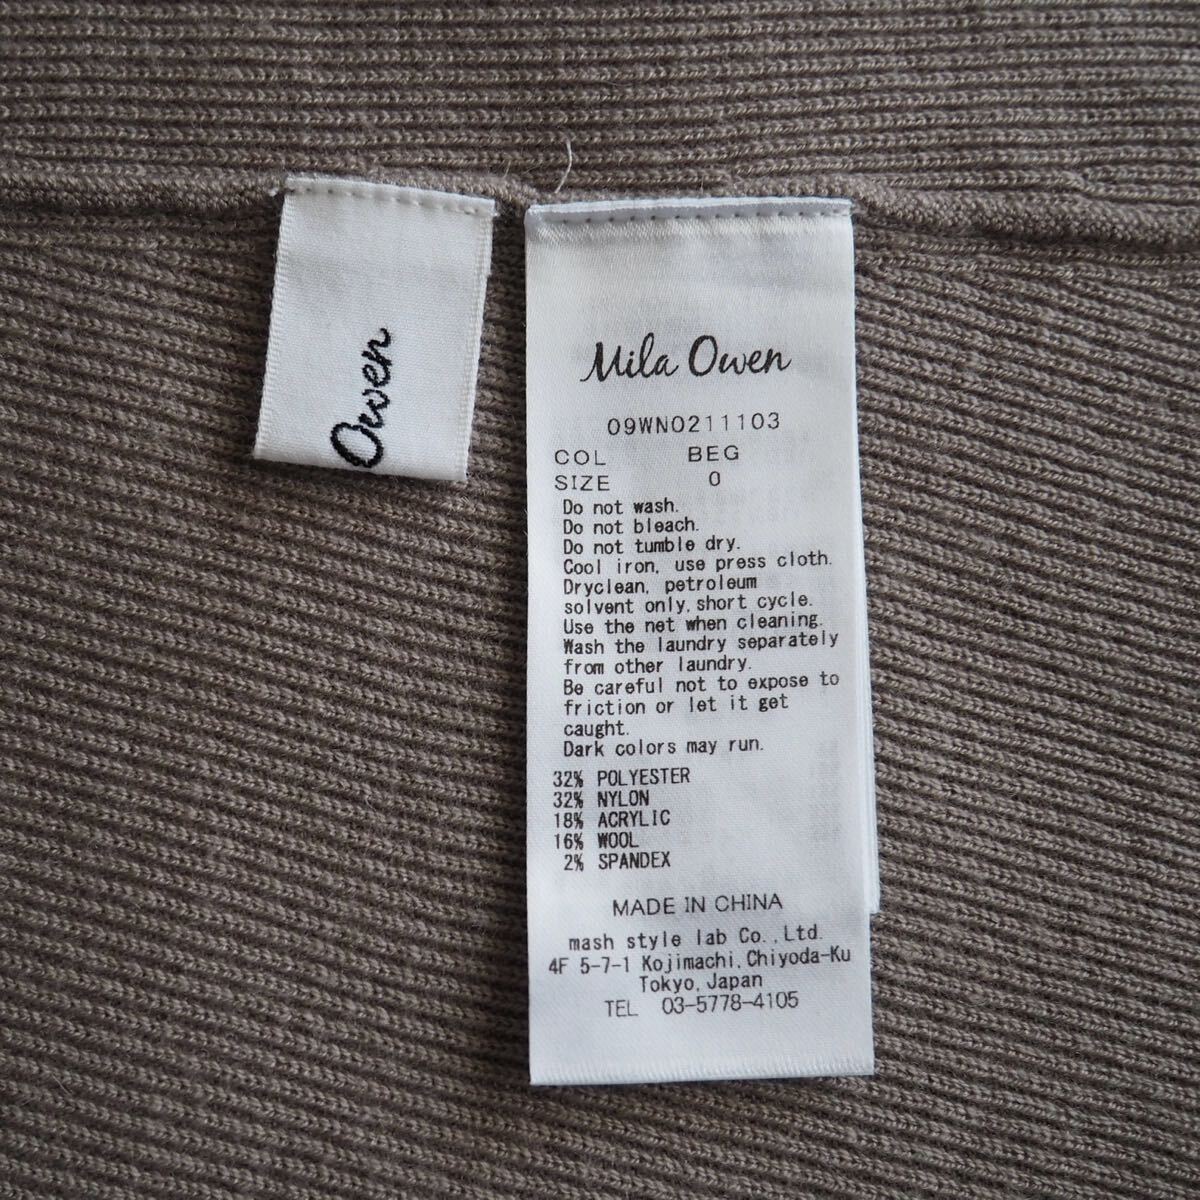 Owen
Mila Owen
09WN0211103
COL BEG
SIZE 0
Do not wash.
Do not bleach.
Do not tumble dry.
Cool iron, use press cloth.
Dryclean, petroleum
solvent only, short cycle.
Use the net when cleaning.
Wash the laundry separately
from other laundry.
Be careful not to expose to
friction or let it get
caught.
Dark colors may run.
32% POLYESTER
32% NYLON
18% ACRYLIC
16% WOOL
2% SPANDEX
MADE IN CHINA
mash style lab Co.,Ltd.
4F 5-7-1 Kojimachi,Chiyoda-Ku
Tokyo,Japan
TEL 03-5778-4105